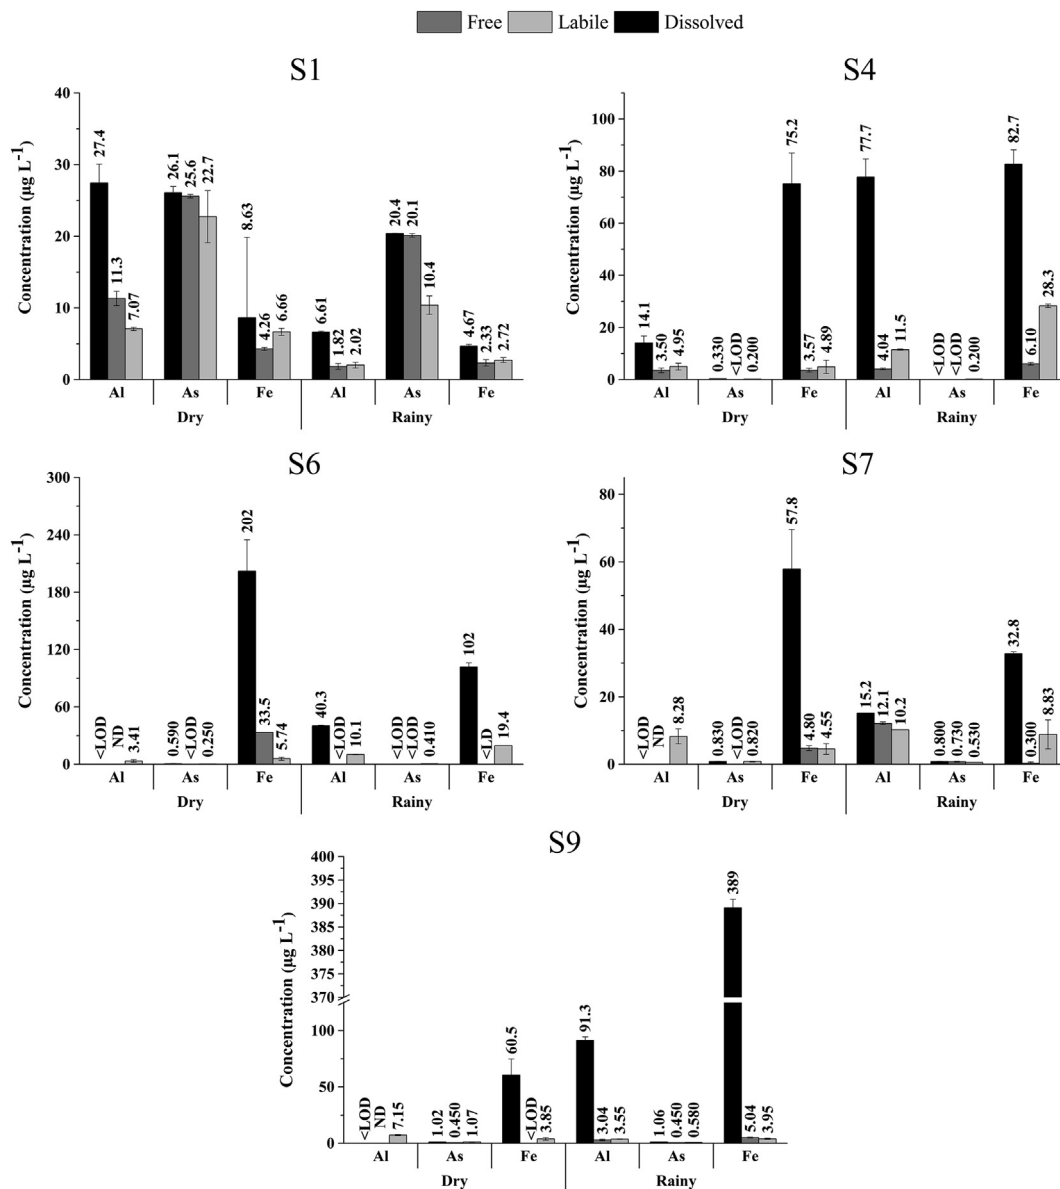 Free Labile Dissolved
S1
Concentration (µg L⁻¹)
40
30
20
10
0
27.4 11.3 7.07 26.1 25.6 22.7 8.63 4.26 6.66 6.61 1.82 2.02 20.4 20.1 10.4 4.67 2.33 2.72
Al As Fe Al As Fe
Dry Rainy
S4
Concentration (µg L⁻¹)
100
80
60
40
20
0
14.1 3.50 4.95 0.330 <LOD 0.200 75.2 3.57 4.89 77.7 4.04 11.5 <LOD <LOD 0.200 82.7 6.10 28.3
Al As Fe Al As Fe
Dry Rainy
S6
Concentration (µg L⁻¹)
300
240
180
120
60
0
<LOD ND 3.41 0.590 <LOD 0.250 202 33.5 5.74 40.3 <LOD 10.1 <LOD <LOD 0.410 102 <LD 19.4
Al As Fe Al As Fe
Dry Rainy
S7
Concentration (µg L⁻¹)
80
60
40
20
0
<LOD ND 8.28 0.830 <LOD 0.820 57.8 4.80 4.55 15.2 12.1 10.2 0.800 0.730 0.530 32.8 0.300 8.83
Al As Fe Al As Fe
Dry Rainy
S9
Concentration (µg L⁻¹)
400
395
390
385
380
375
370
100
50
0
<LOD ND 7.15 1.02 0.450 1.07 60.5 <LOD 3.85 91.3 3.04 3.55 1.06 0.450 0.580 389 5.04 3.95
Al As Fe Al As Fe
Dry Rainy